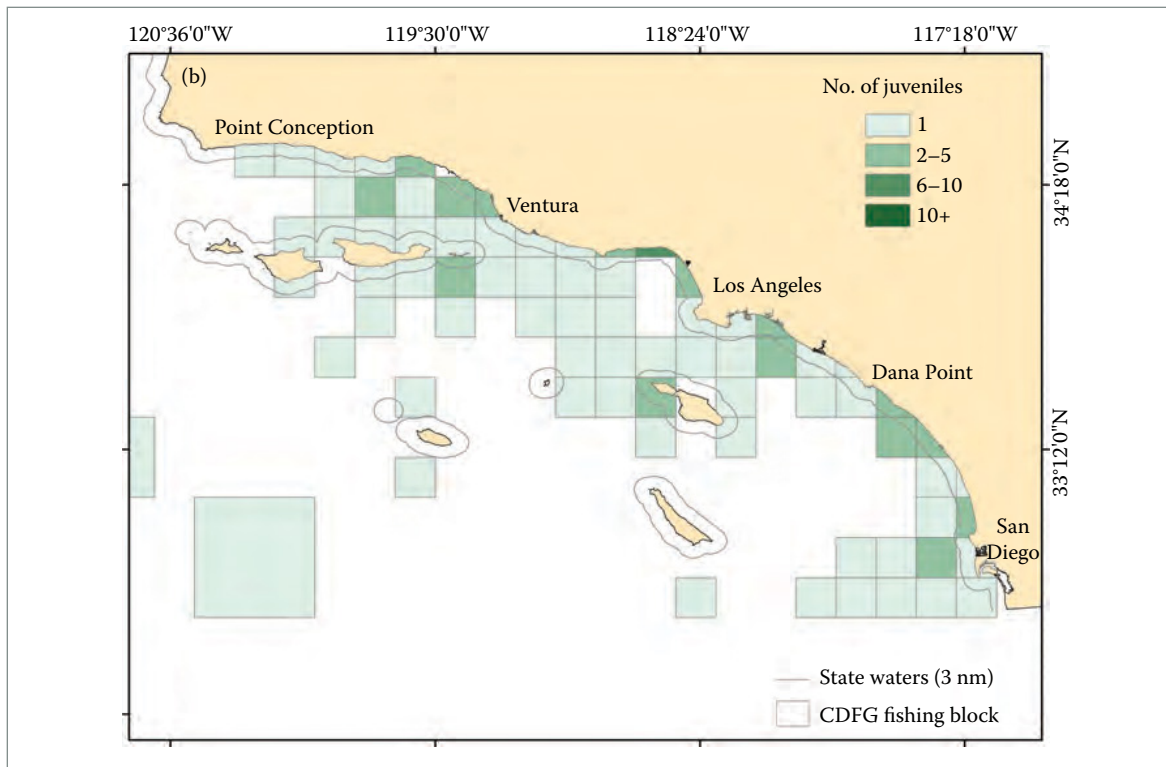 120°36'0"W 119°30'0"W 118°24'0"W 117°18'0"W
(b)
No. of juveniles
1
2–5
6–10
10+
Point Conception
34°18'0"N
Ventura
Los Angeles
Dana Point
33°12'0"N
San
Diego
State waters (3 nm)
CDFG fishing block